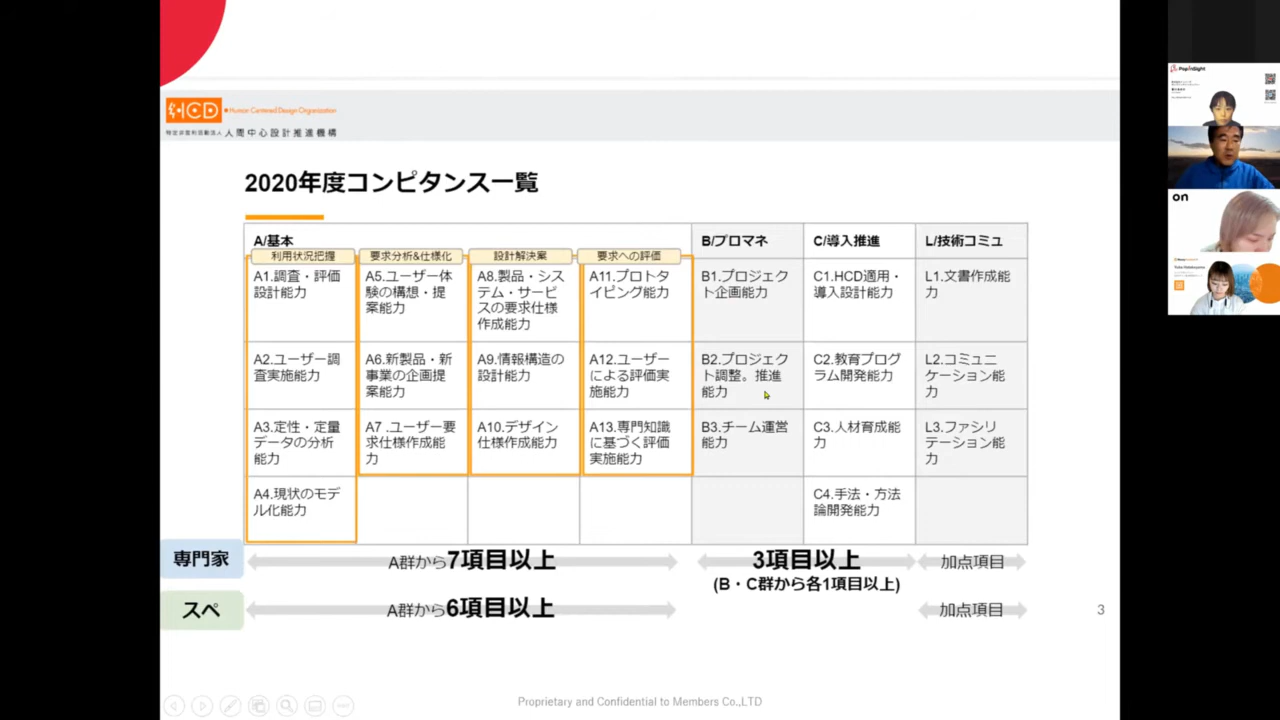 HCD
Human Centered Design Organization
特定非営利活動法人 人間中心設計推進機構
2020年度コンピタンス一覧
A/基本
B/プロマネ
C/導入推進
L/技術コミュ
利用状況把握
要求分析&仕様化
設計解決案
要求への評価
A1.調査・評価
設計能力
A5.ユーザー体
験の構想・提
案能力
A8.製品・シス
テム・サービ
スの要求仕様
作成能力
A11.プロトタ
イピング能力
B1.プロジェク
ト企画能力
C1.HCD適用・
導入設計能力
L1.文書作成能
力
A2.ユーザー調
査実施能力
A6.新製品・新
事業の企画提
案能力
A9.情報構造の
設計能力
A12.ユーザー
による評価実
施能力
B2.プロジェク
ト調整。推進
能力
C2.教育プログ
ラム開発能力
L2.コミュニ
ケーション能
力
A3.定性・定量
データの分析
能力
A7 .ユーザー要
求仕様作成能
力
A10.デザイン
仕様作成能力
A13.専門知識
に基づく評価
実施能力
B3.チーム運営
能力
C3.人材育成能
力
L3.ファシリ
テーション能
力
A4.現状のモデ
ル化能力
C4.手法・方法
論開発能力
専門家
A群から7項目以上
3項目以上
(B・C群から各1項目以上)
加点項目
スペ
A群から6項目以上
加点項目
3
Proprietary and Confidential to Members Co.,LTD
PopInSight
on